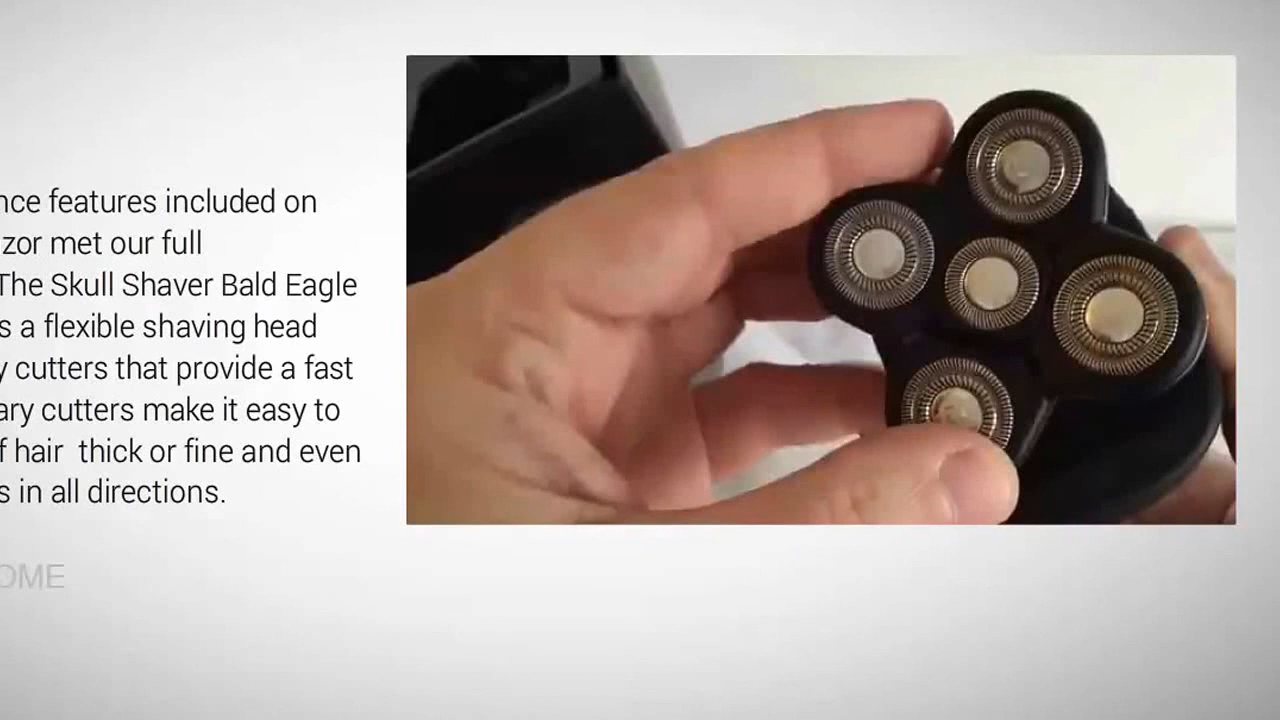 nce features included on
zor met our full
The Skull Shaver Bald Eagle
s a flexible shaving head
y cutters that provide a fast
ary cutters make it easy to
f hair thick or fine and even
s in all directions.
OME